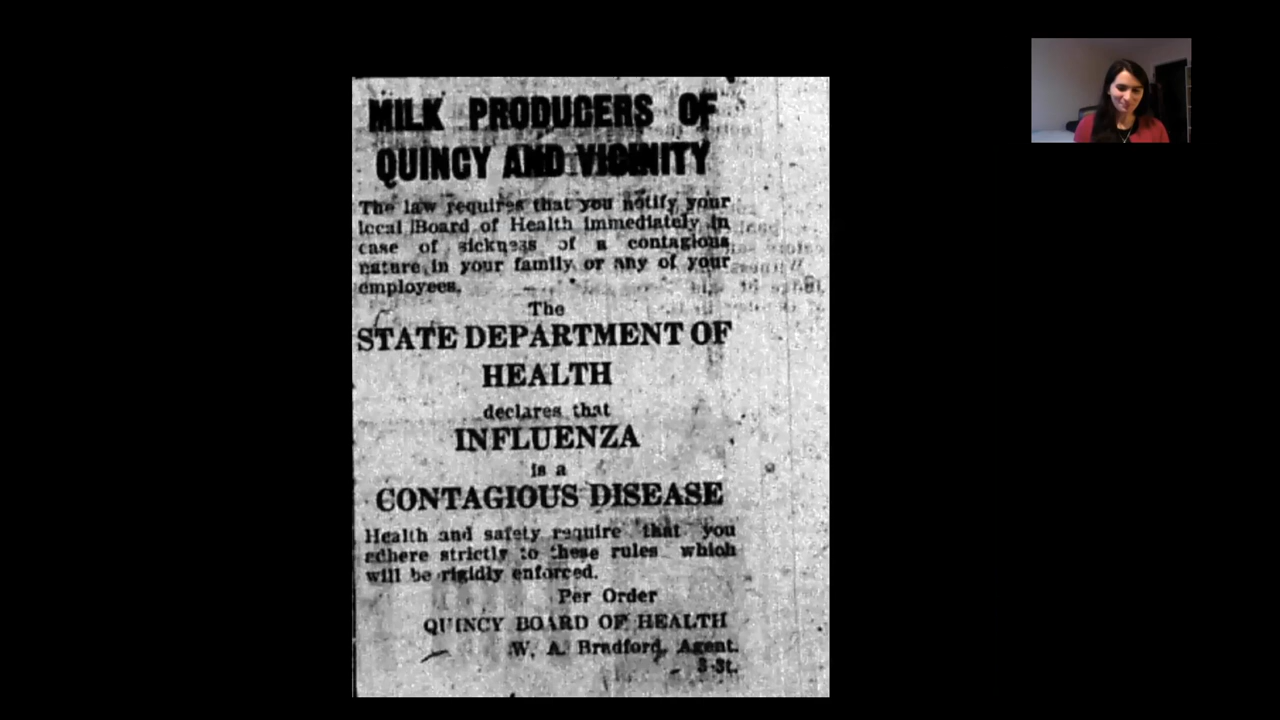 MILK PRODUCERS OF
QUINCY AND VICINITY
The law requires that you notify your
local Board of Health immediately in
case of sickness of a contagious
nature in your family or any of your
employees.
The
STATE DEPARTMENT OF
HEALTH
declares that
INFLUENZA
is a
CONTAGIOUS DISEASE
Health and safety require that you
adhere strictly to these rules which
will be rigidly enforced.
Per Order
QUINCY BOARD OF HEALTH
W. A. Bradford, Agent.
3-3t.